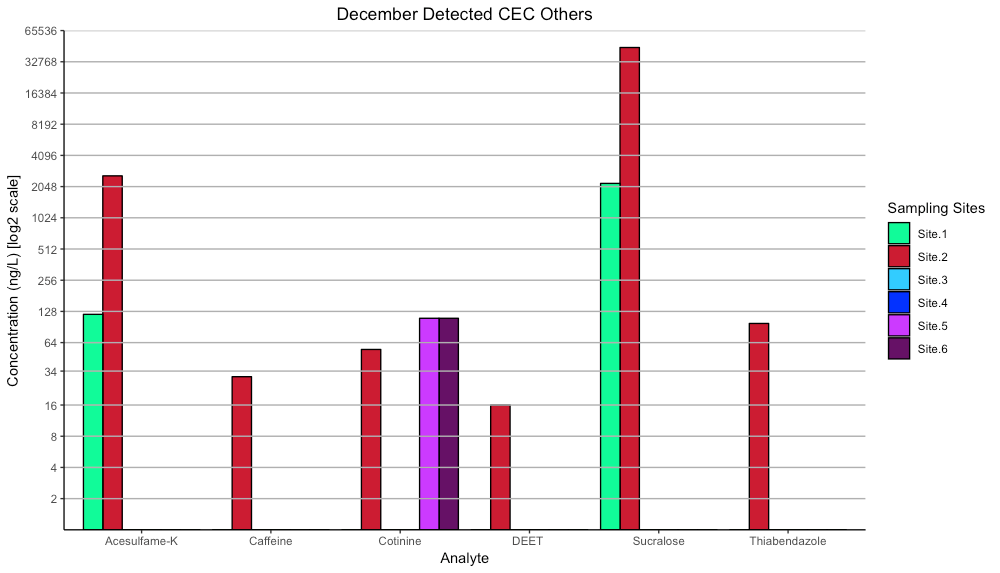 December Detected CEC Others
65536
32768
16384
8192
4096
2048
1024
512
256
128
64
34
16
8
4
2
Concentration (ng/L) [log2 scale]
Acesulfame-K Caffeine Cotinine DEET Sucralose Thiabendazole
Analyte
Sampling Sites
Site.1
Site.2
Site.3
Site.4
Site.5
Site.6